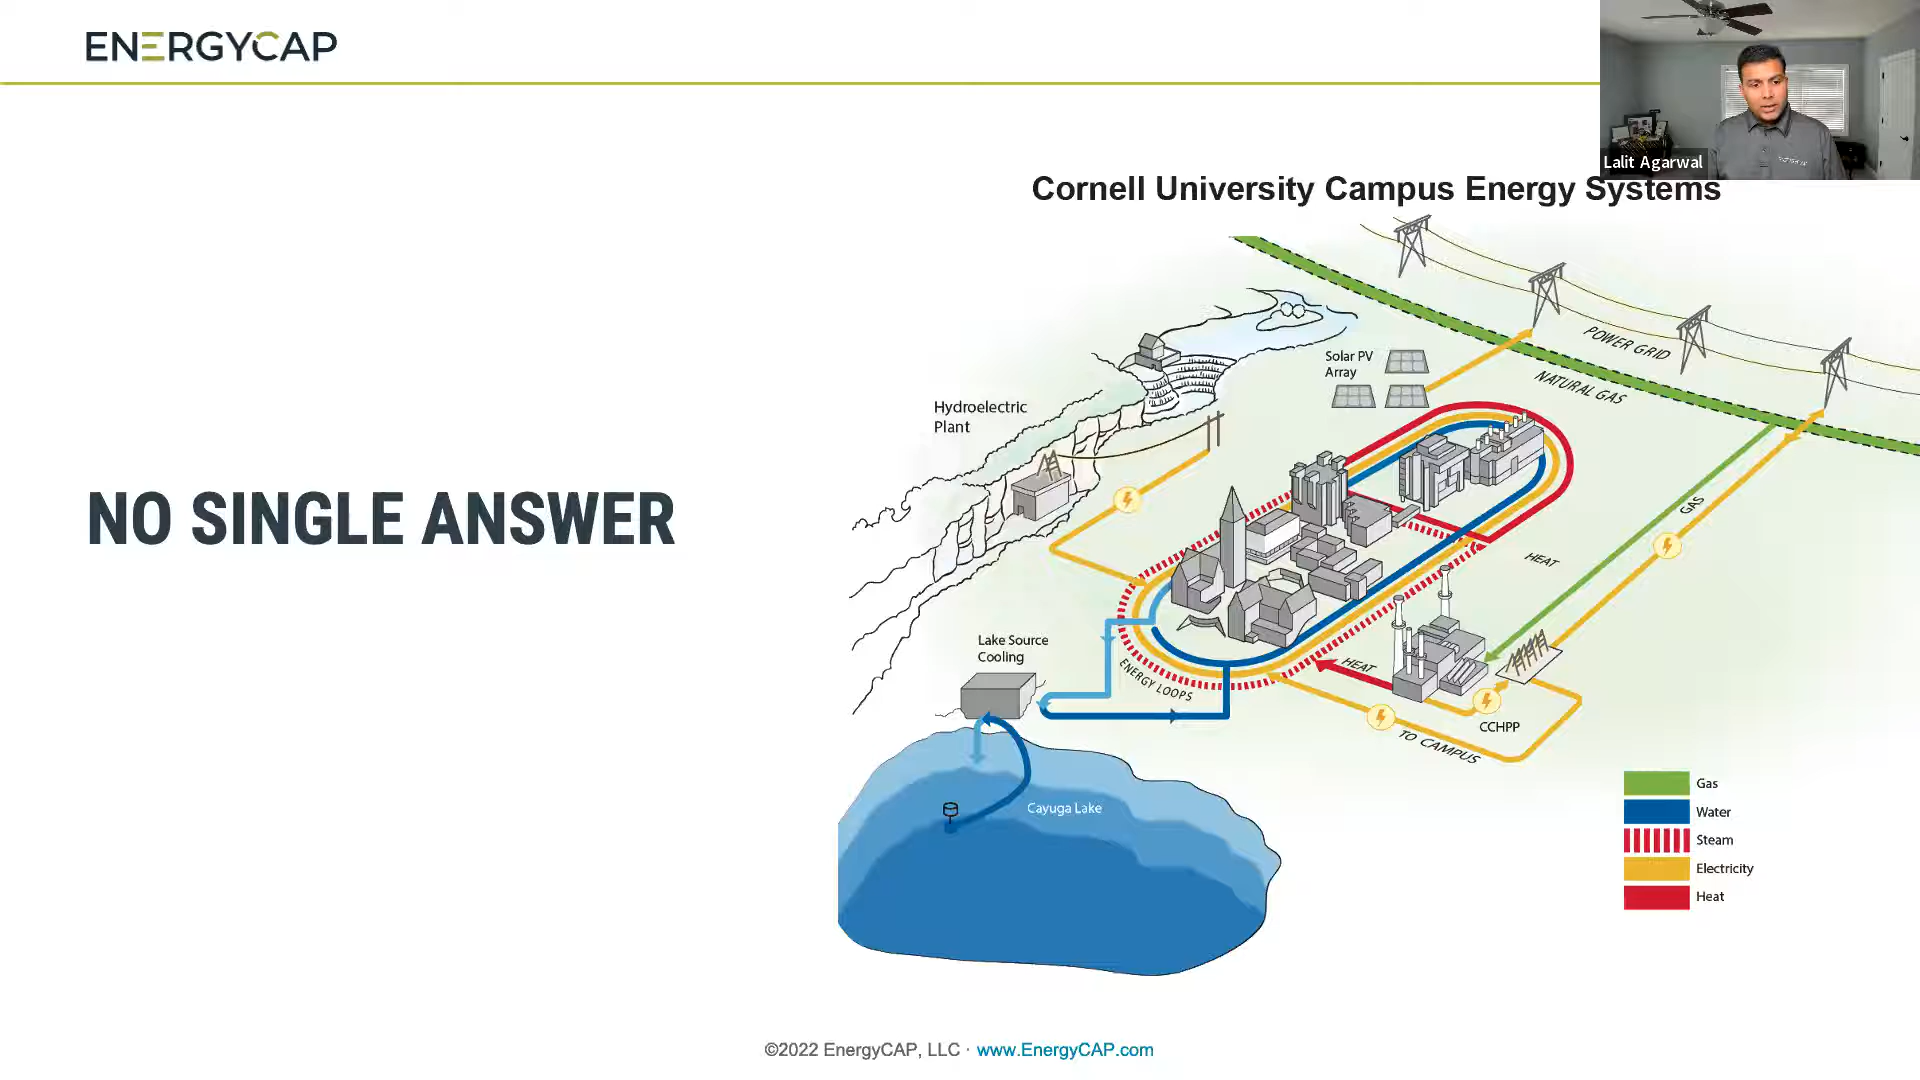 ENERGYCAP
Lalit Agarwal
Cornell University Campus Energy Systems
POWER GRID
NATURAL GAS
Solar PV
Array
Hydroelectric
Plant
NO SINGLE ANSWER
GAS
HEAT
Lake Source
Cooling
ENERGY LOOPS
HEAT
CCHPP
TO CAMPUS
Cayuga Lake
Gas
Water
Steam
Electricity
Heat
©2022 EnergyCAP, LLC · www.EnergyCAP.com